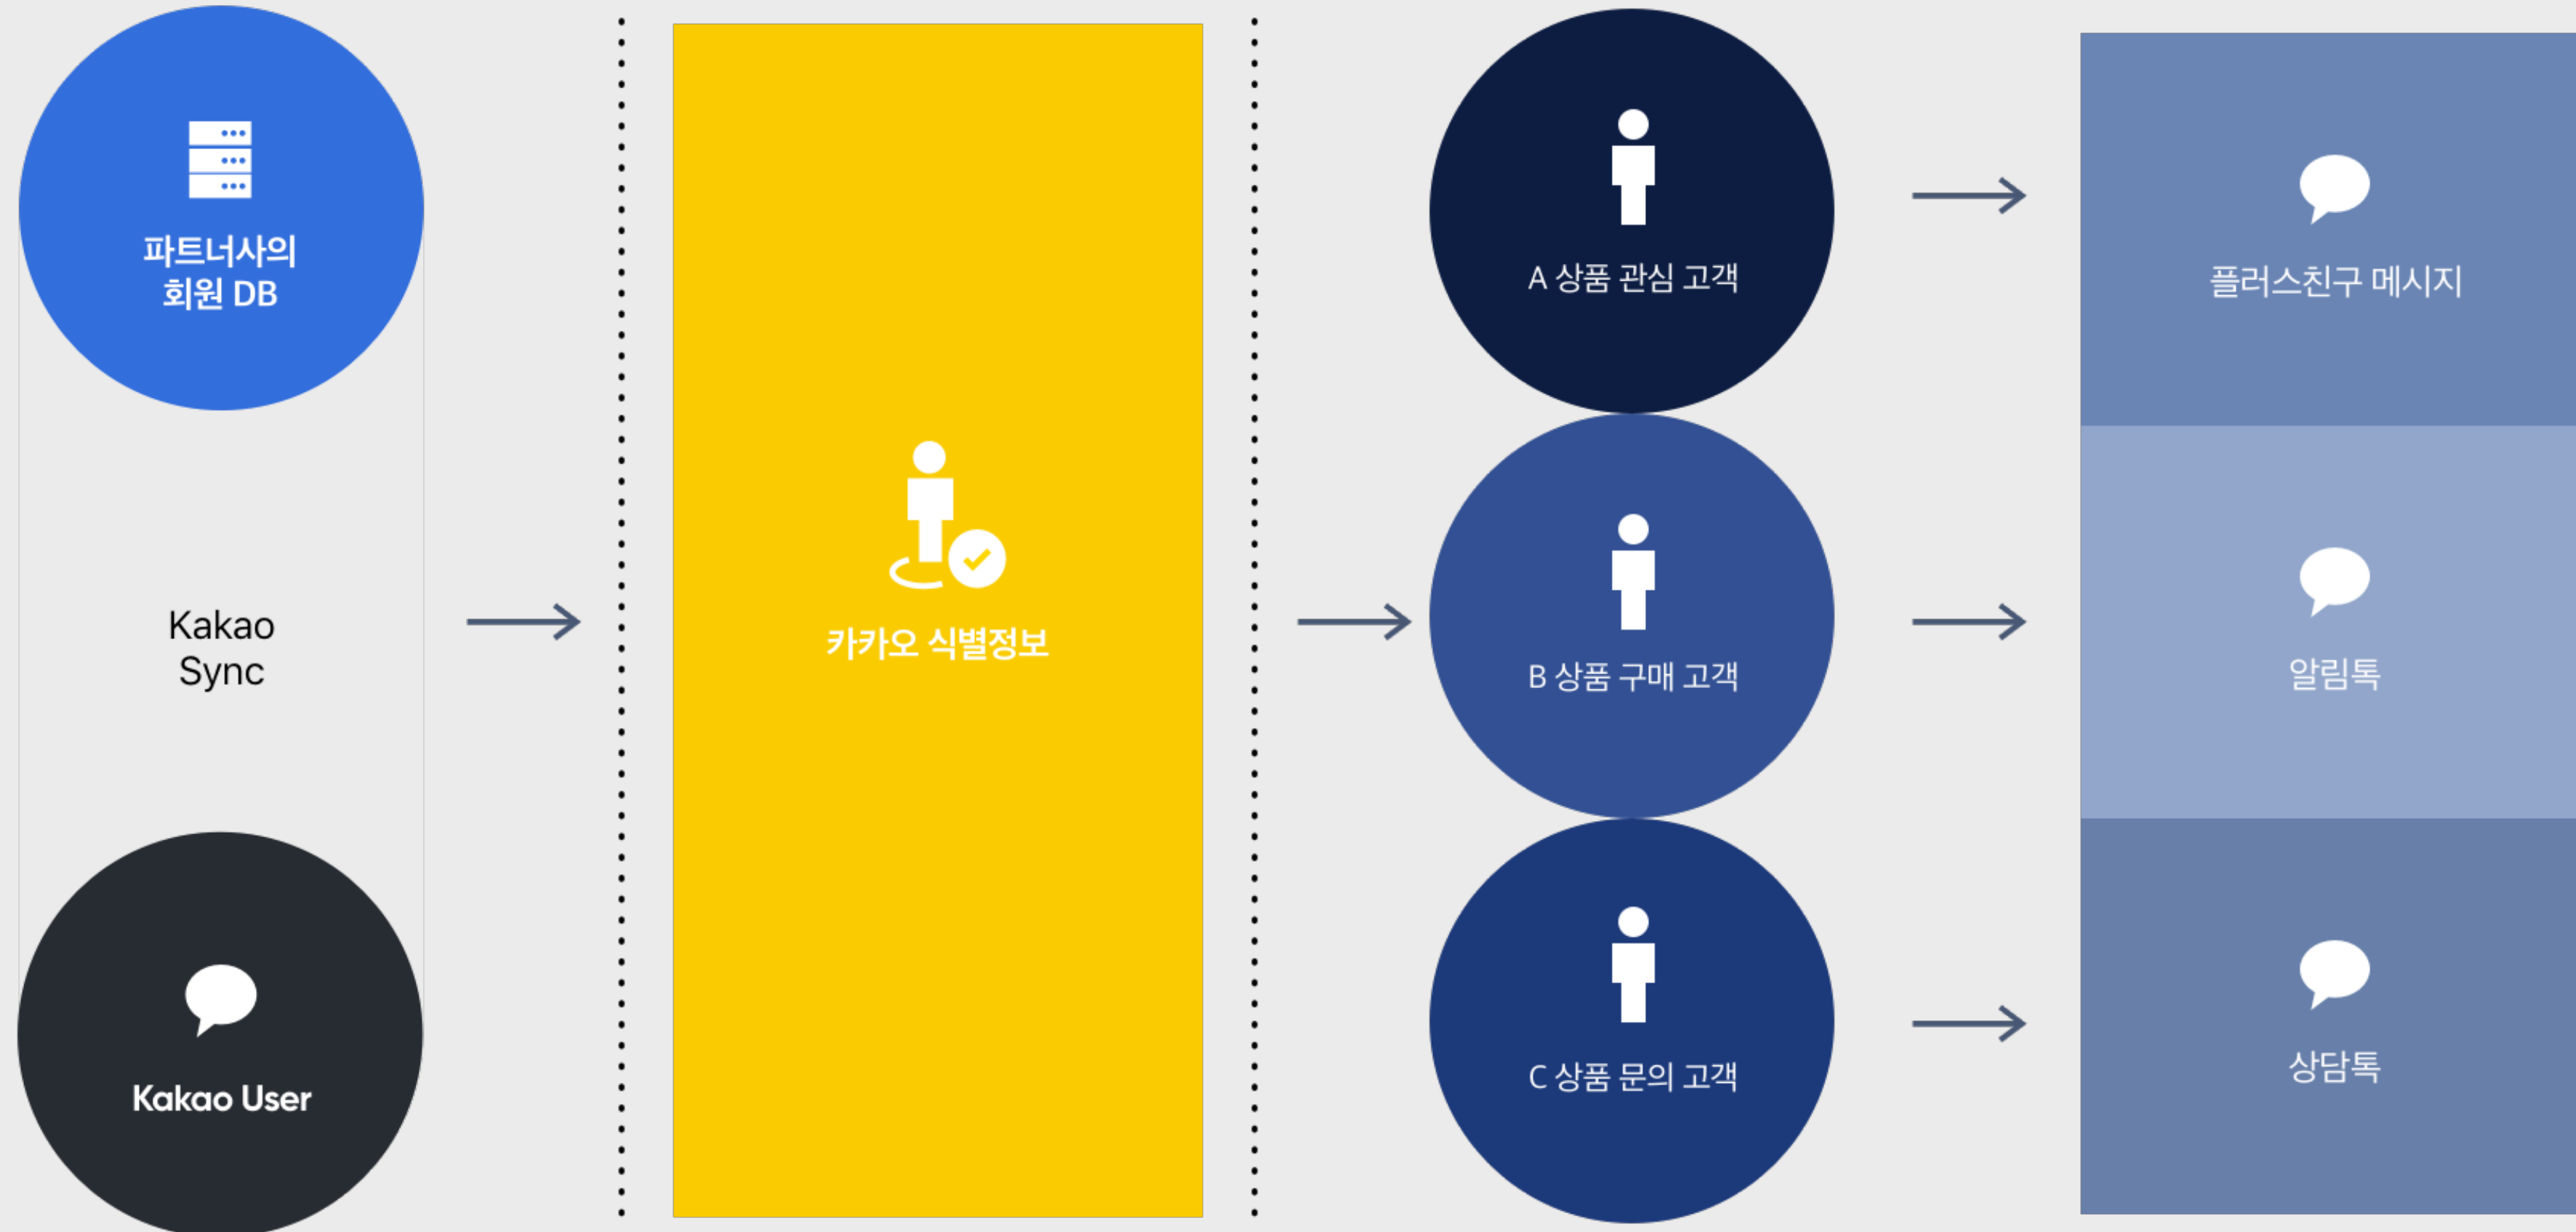 파트너사의
회원 DB
Kakao
Sync
Kakao User
카카오 식별정보
A 상품 관심 고객
B 상품 구매 고객
C 상품 문의 고객
플러스친구 메시지
알림톡
상담톡